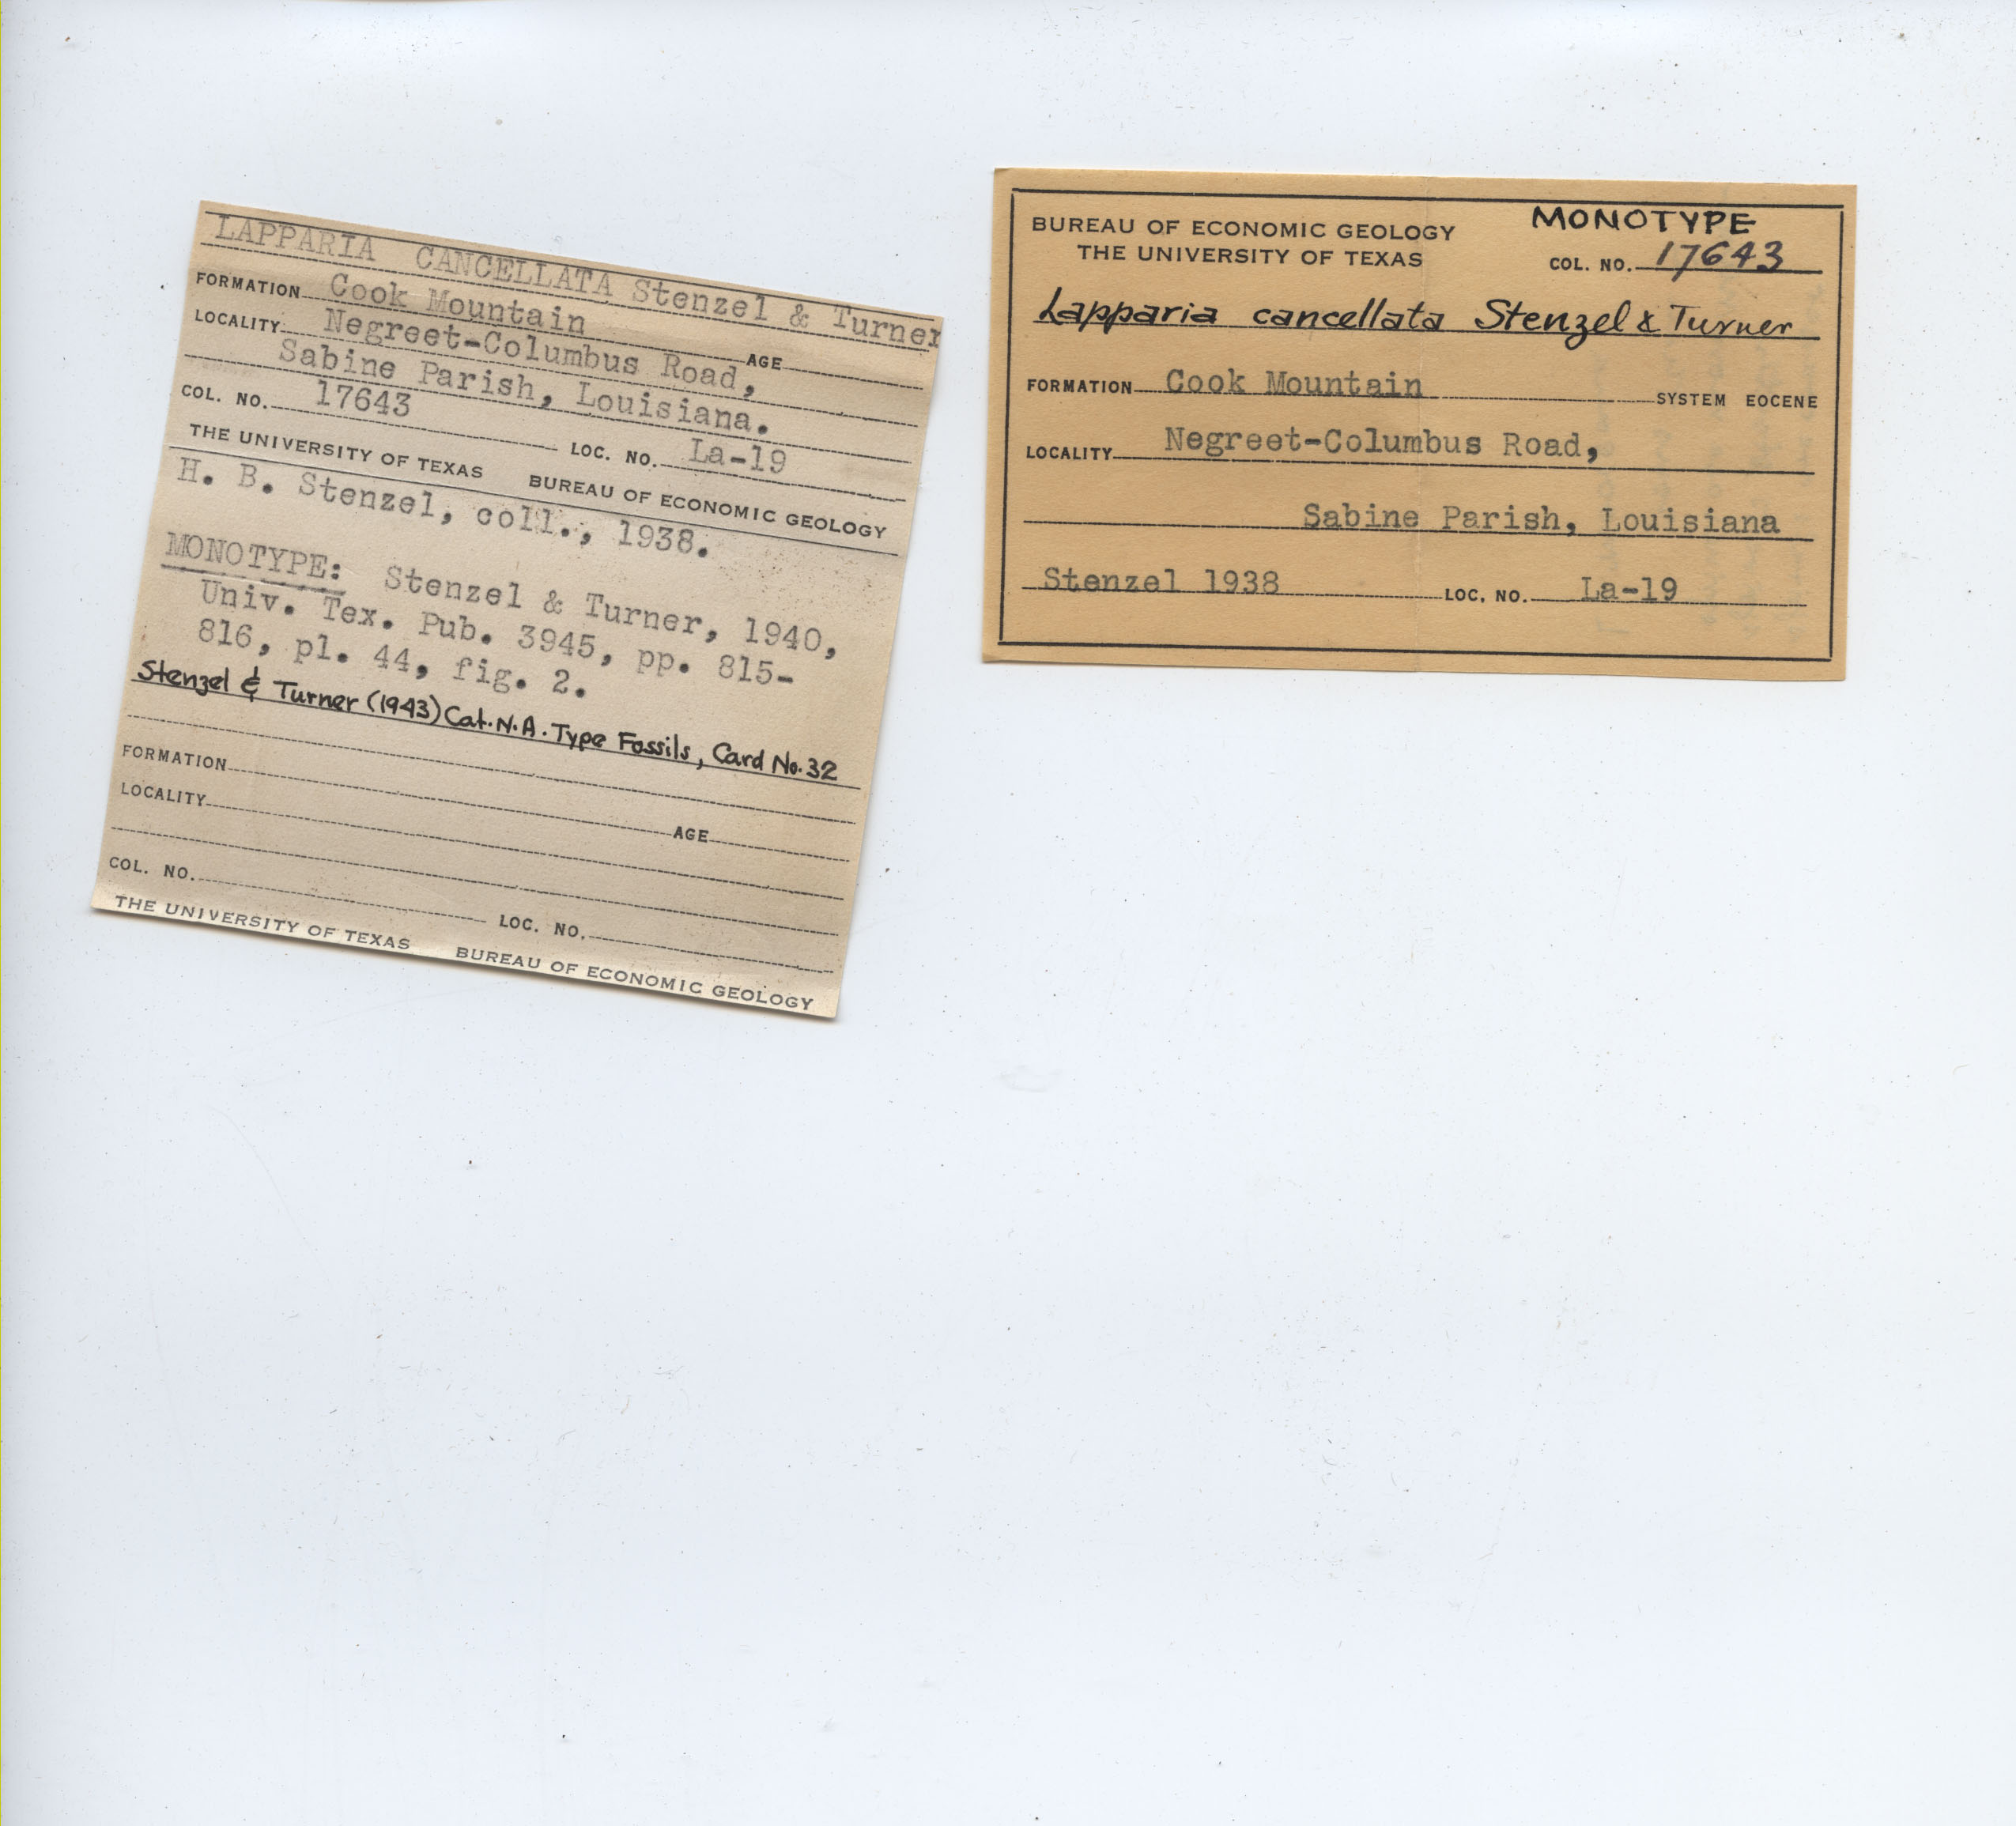 LAPPARIA CANCELLATA Stenzel & Turner
FORMATION Cook Mountain
AGE
LOCALITY Negreet-Columbus Road,
Sabine Parish, Louisiana.
COL. NO. 17643 LOC. NO. La-19
THE UNIVERSITY OF TEXAS BUREAU OF ECONOMIC GEOLOGY
H. B. Stenzel, coll., 1938.
MONOTYPE: Stenzel & Turner, 1940,
Univ. Tex. Pub. 3945, pp. 815-
816, pl. 44, fig. 2.
Stenzel & Turner (1943) Cat. N. A. Type Fossils, Card No. 32
FORMATION
AGE
LOCALITY
COL. NO. LOC. NO.
THE UNIVERSITY OF TEXAS BUREAU OF ECONOMIC GEOLOGY
MONOTYPE
BUREAU OF ECONOMIC GEOLOGY
THE UNIVERSITY OF TEXAS COL. NO. 17643
Lapparia cancellata Stenzel & Turner
FORMATION Cook Mountain SYSTEM EOCENE
LOCALITY Negreet-Columbus Road,
Sabine Parish, Louisiana
Stenzel 1938 LOC. NO. La-19